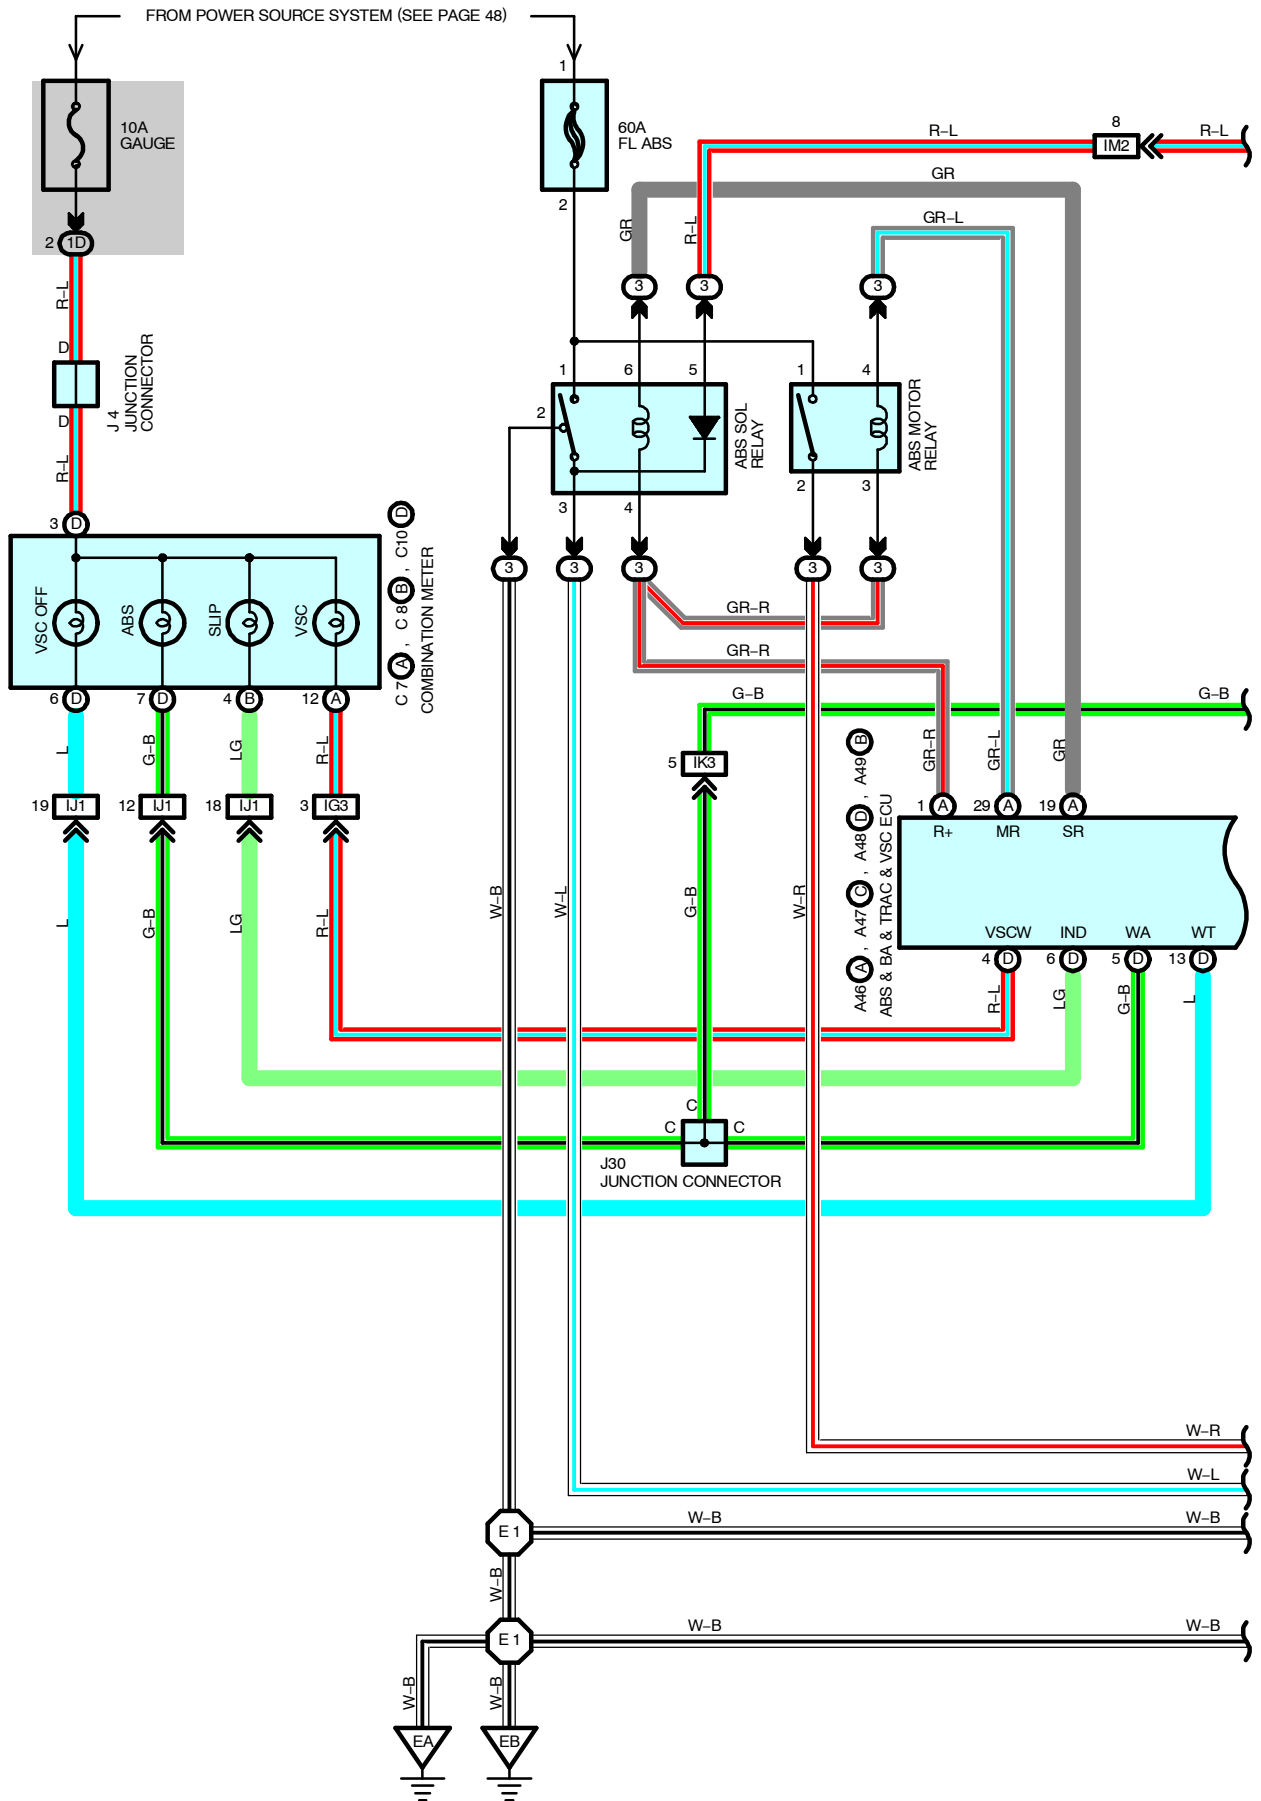 FROM POWER SOURCE SYSTEM (SEE PAGE 48)
1
10A
GAUGE
60A
FL ABS
2
2 1D
8
R-L IM2 R-L
GR
GR-L
GR
R-L
3 3 3
R-L
D
J 4
JUNCTION
CONNECTOR
D
R-L
1 6 5
2
3 4
ABS SOL
RELAY
1 4
2 3
ABS MOTOR
RELAY
3 D
VSC OFF
ABS
SLIP
VSC
C 7 A , C 8 B , C10 D
COMBINATION METER
3 3 3 3 3
GR-R
GR-R
6 D 7 D 4 B 12 A
L G-B LG R-L
G-B G-B
5 IK3
GR-R GR-L GR
19 IJ1 12 IJ1 18 IJ1 3 IG3
1 A 29 A 19 A
R+ MR SR
A46 A , A47 C , A48 D , A49 B
ABS & BA & TRAC & VSC ECU
L G-B LG R-L W-B W-L G-B W-R
VSCW IND WA WT
4 D 6 D 5 D 13 D
R-L LG G-B L
C
C C
J30
JUNCTION CONNECTOR
W-R
W-L
E 1 W-B W-B
W-B
E 1 W-B W-B
W-B W-B
EA EB